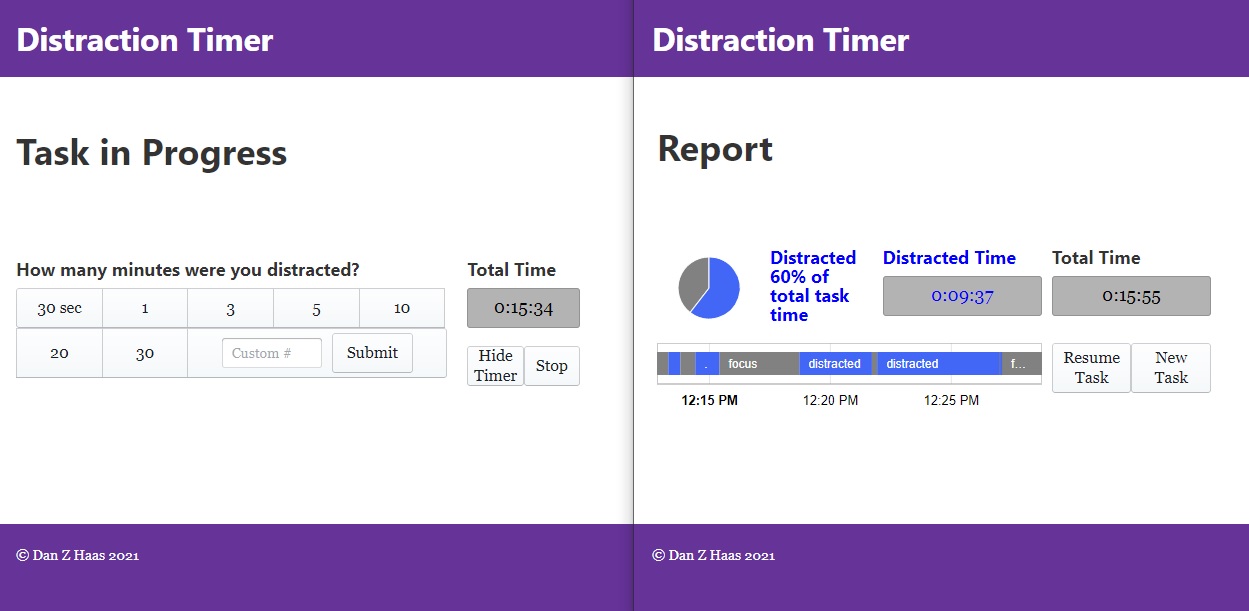 Distraction Timer
Task in Progress
How many minutes were you distracted?
30 sec 1 3 5 10
20 30 Custom # Submit
Total Time
0:15:34
Hide
Timer
Stop
© Dan Z Haas 2021
Distraction Timer
Report
Distracted
60% of
total task
time
Distracted Time
0:09:37
Total Time
0:15:55
. focus distracted distracted f...
12:15 PM 12:20 PM 12:25 PM
Resume
Task
New
Task
© Dan Z Haas 2021